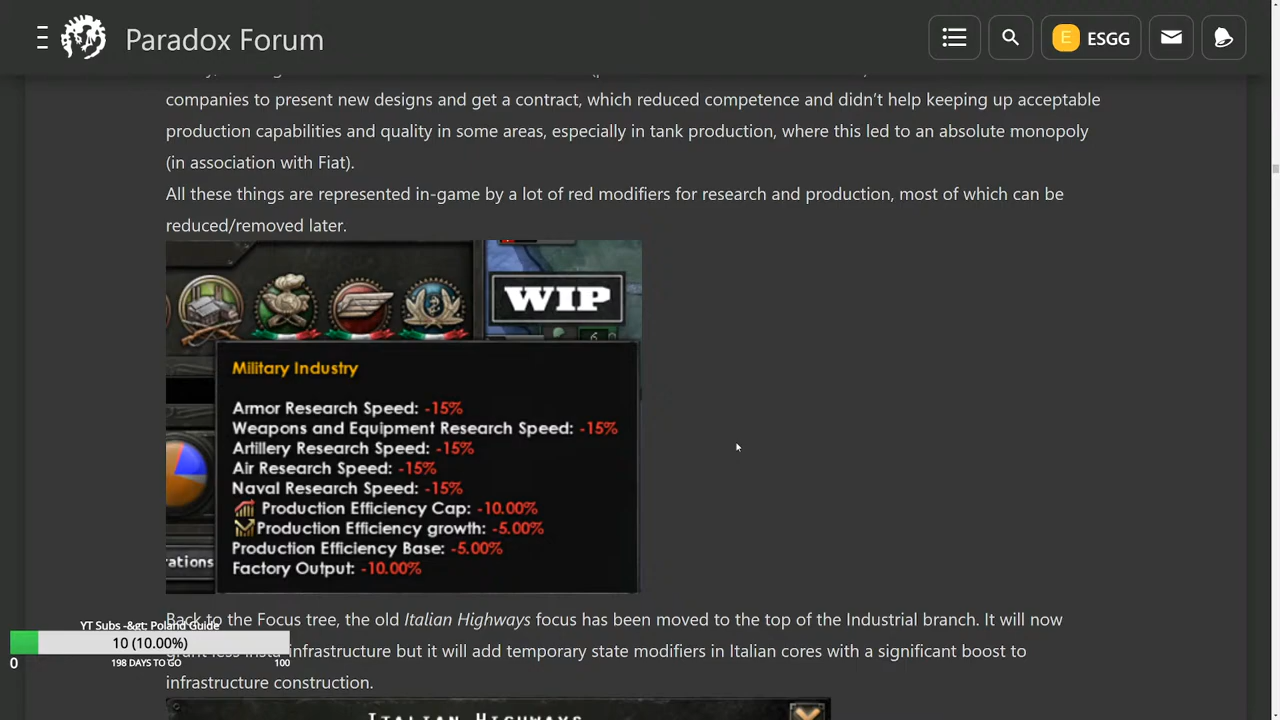 Paradox Forum
E ESGG
companies to present new designs and get a contract, which reduced competence and didn't help keeping up acceptable
production capabilities and quality in some areas, especially in tank production, where this led to an absolute monopoly
(in association with Fiat).
All these things are represented in-game by a lot of red modifiers for research and production, most of which can be
reduced/removed later.
WIP
6
Military Industry
Armor Research Speed: -15%
Weapons and Equipment Research Speed: -15%
Artillery Research Speed: -15%
Air Research Speed: -15%
Naval Research Speed: -15%
Production Efficiency Cap: -10.00%
Production Efficiency growth: -5.00%
Production Efficiency Base: -5.00%
rations
Factory Output: -10.00%
Back to the Focus tree, the old Italian Highways focus has been moved to the top of the Industrial branch. It will now
YT Subs -&gt; Poland Guide
10 (10.00%)
0 198 DAYS TO GO 100
grant less insta-infrastructure but it will add temporary state modifiers in Italian cores with a significant boost to
infrastructure construction.
ITALIAN HIGHWAYS